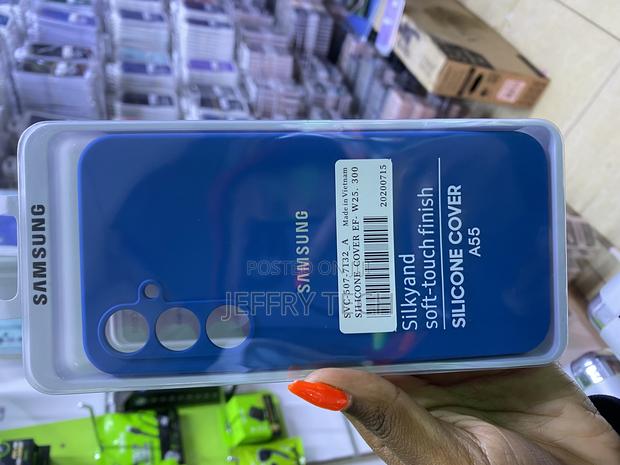 SAMSUNG
SAMSUNG
SVC-507-7132_A Made in Vietnam
SILICONE COVER EF- W25. 300
20200715
Silky and
soft-touch finish
SILICONE COVER
A55
POSTED ON
JEFFRY